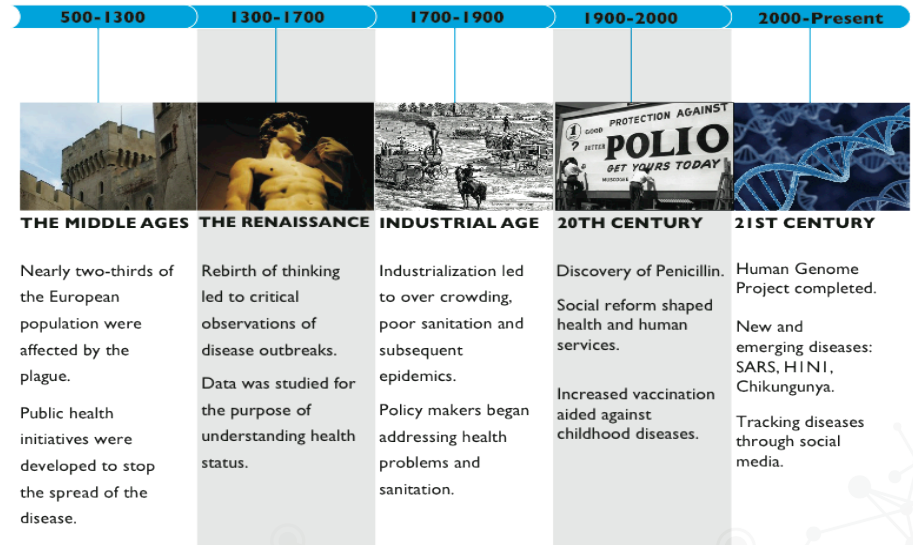 500-1300
1300-1700
1700-1900
1900-2000
2000-Present
1
?
GOOD
BETTER
PROTECTION AGAINST
POLIO
GET YOURS TODAY
MUSCOGEE
THE MIDDLE AGES
Nearly two-thirds of
the European
population were
affected by the
plague.
Public health
initiatives were
developed to stop
the spread of the
disease.
THE RENAISSANCE
Rebirth of thinking
led to critical
observations of
disease outbreaks.
Data was studied for
the purpose of
understanding health
status.
INDUSTRIAL AGE
Industrialization led
to over crowding,
poor sanitation and
subsequent
epidemics.
Policy makers began
addressing health
problems and
sanitation.
20TH CENTURY
Discovery of Penicillin.
Social reform shaped
health and human
services.
Increased vaccination
aided against
childhood diseases.
21ST CENTURY
Human Genome
Project completed.
New and
emerging diseases:
SARS, H1N1,
Chikungunya.
Tracking diseases
through social
media.